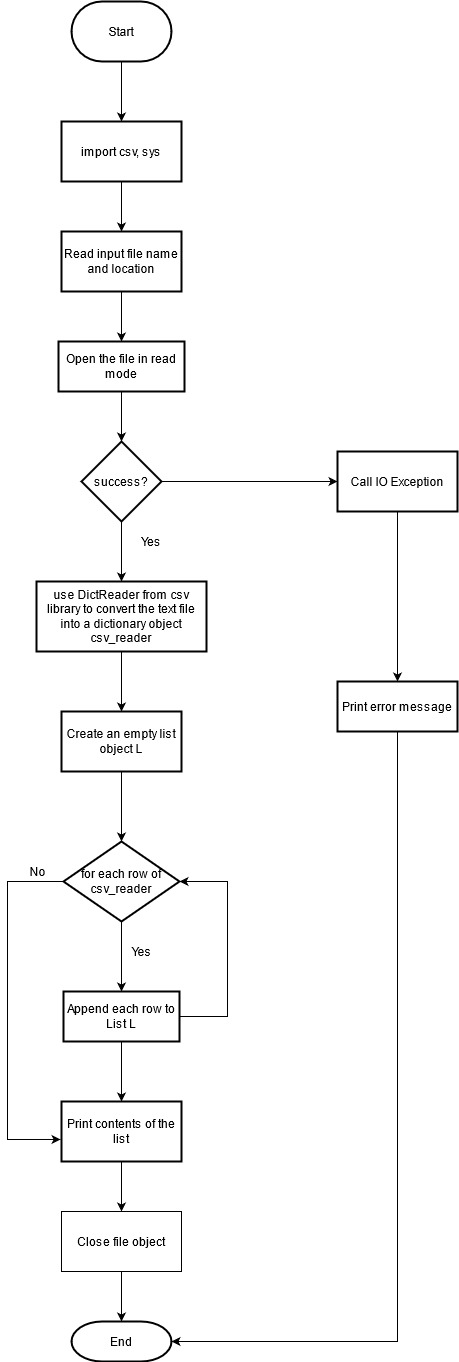 Start
import csv, sys
Read input file name
and location
Open the file in read
mode
success?
Call IO Exception
Yes
use DictReader from csv
library to convert the text file
into a dictionary object
csv_reader
Print error message
Create an empty list
object L
No
for each row of
csv_reader
Yes
Append each row to
List L
Print contents of the
list
Close file object
End